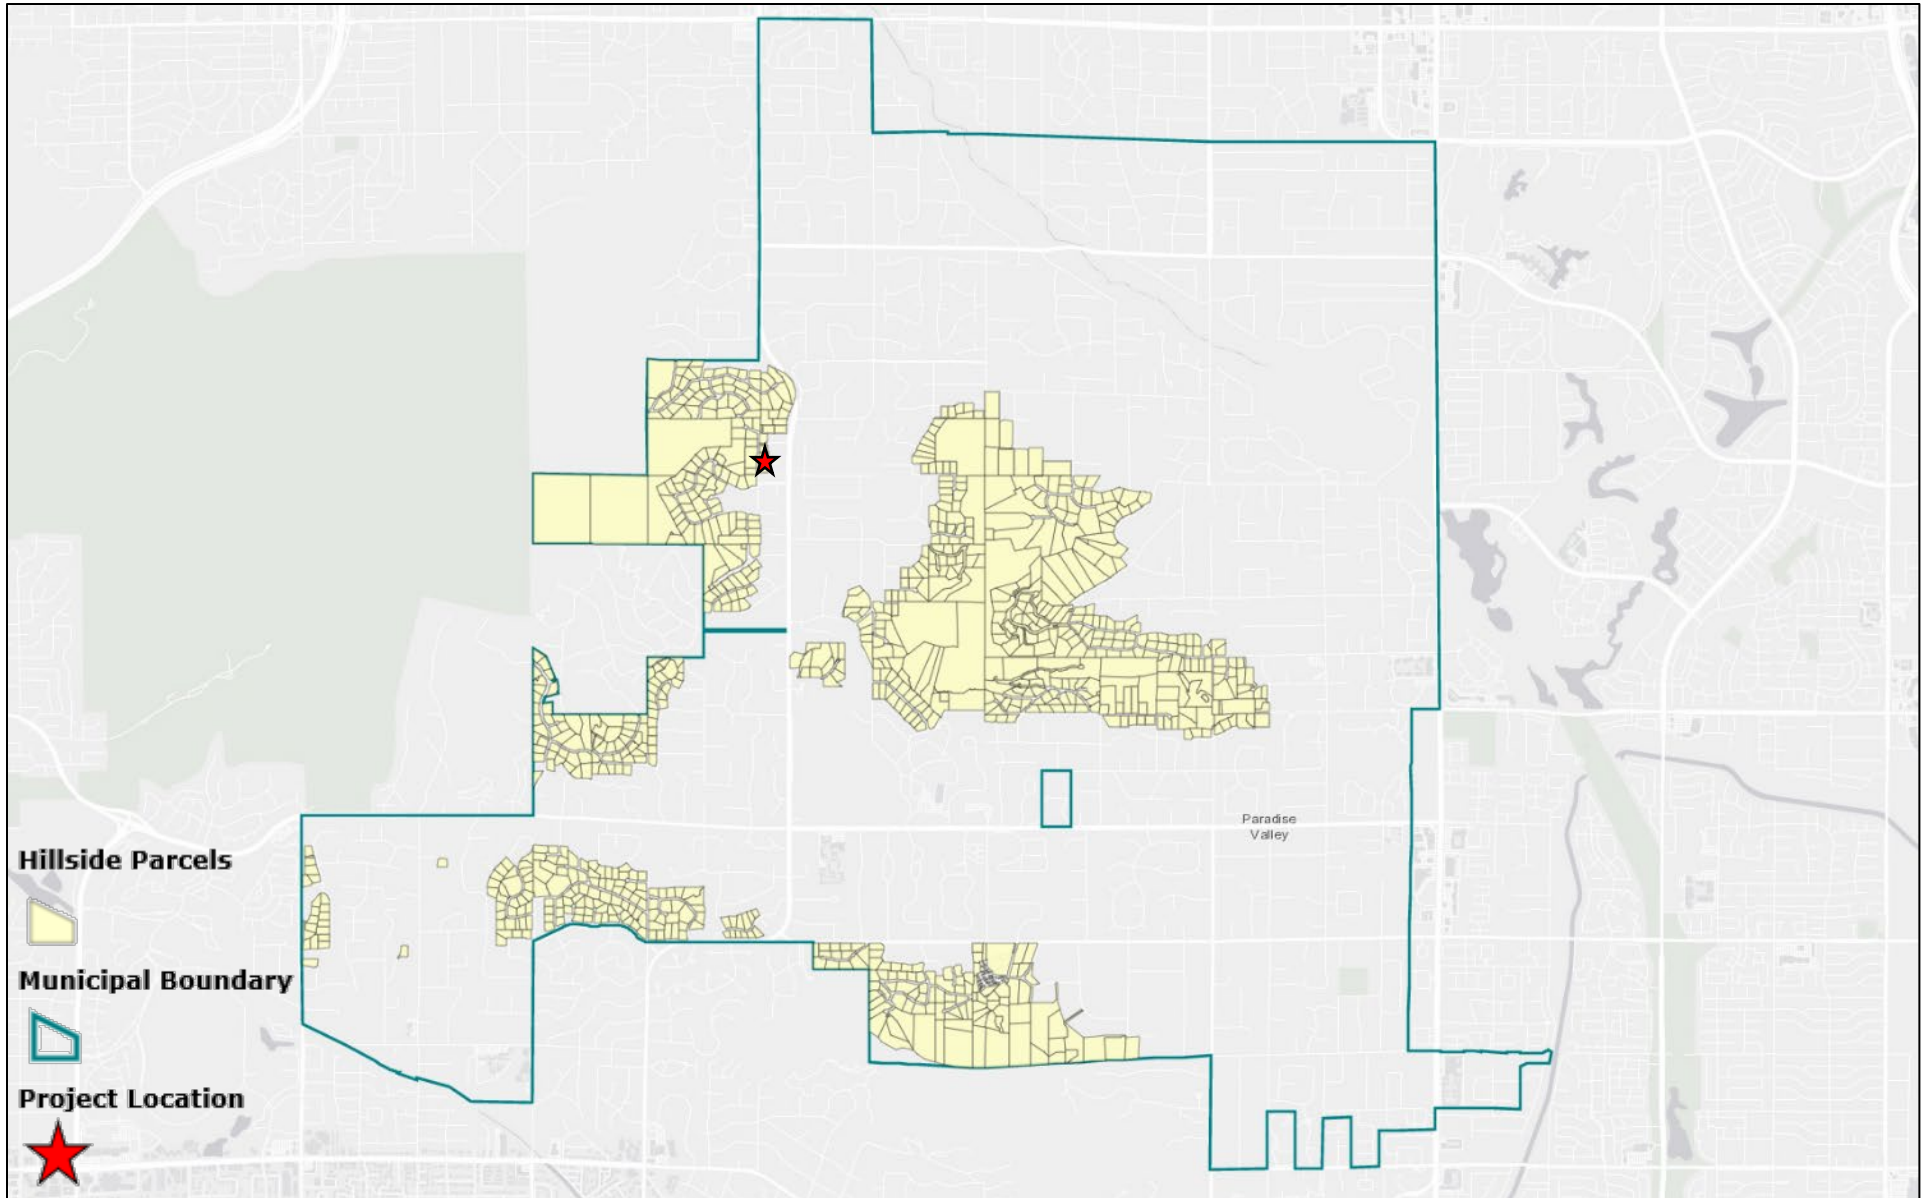 Paradise
Valley
Hillside Parcels
Municipal Boundary
Project Location